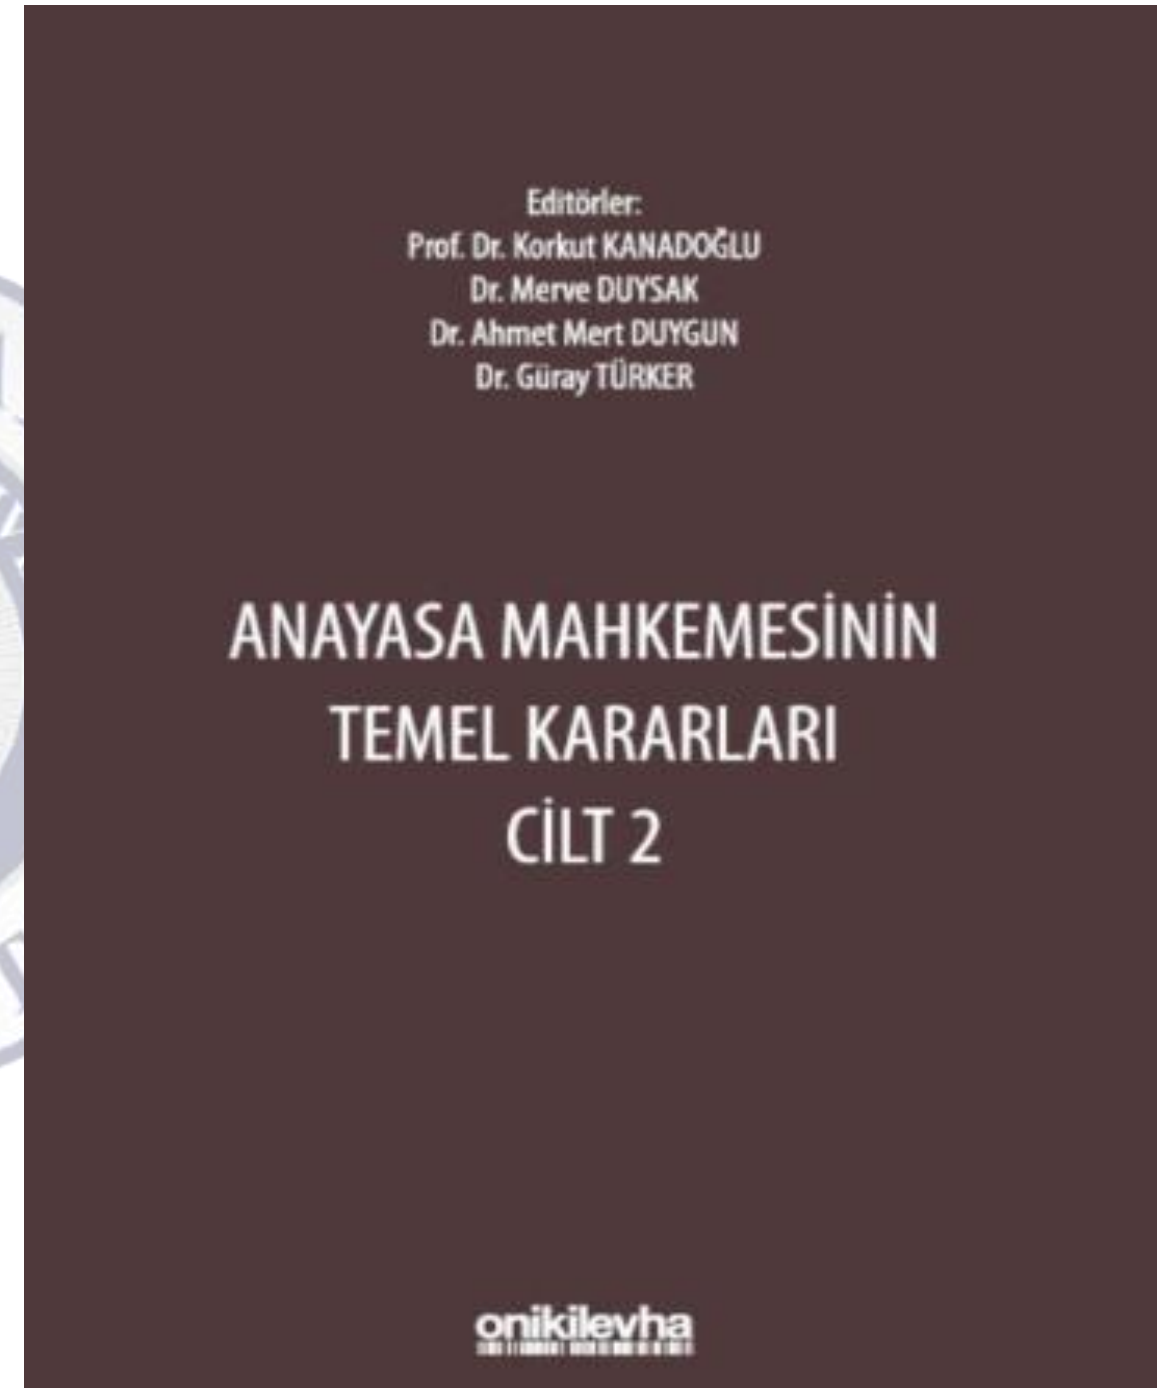 Editörler:
Prof. Dr. Korkut KANADOĞLU
Dr. Merve DUYSAK
Dr. Ahmet Mert DUYGUN
Dr. Güray TÜRKER
ANAYASA MAHKEMESİNİN
TEMEL KARARLARI
CİLT 2
onikilevha